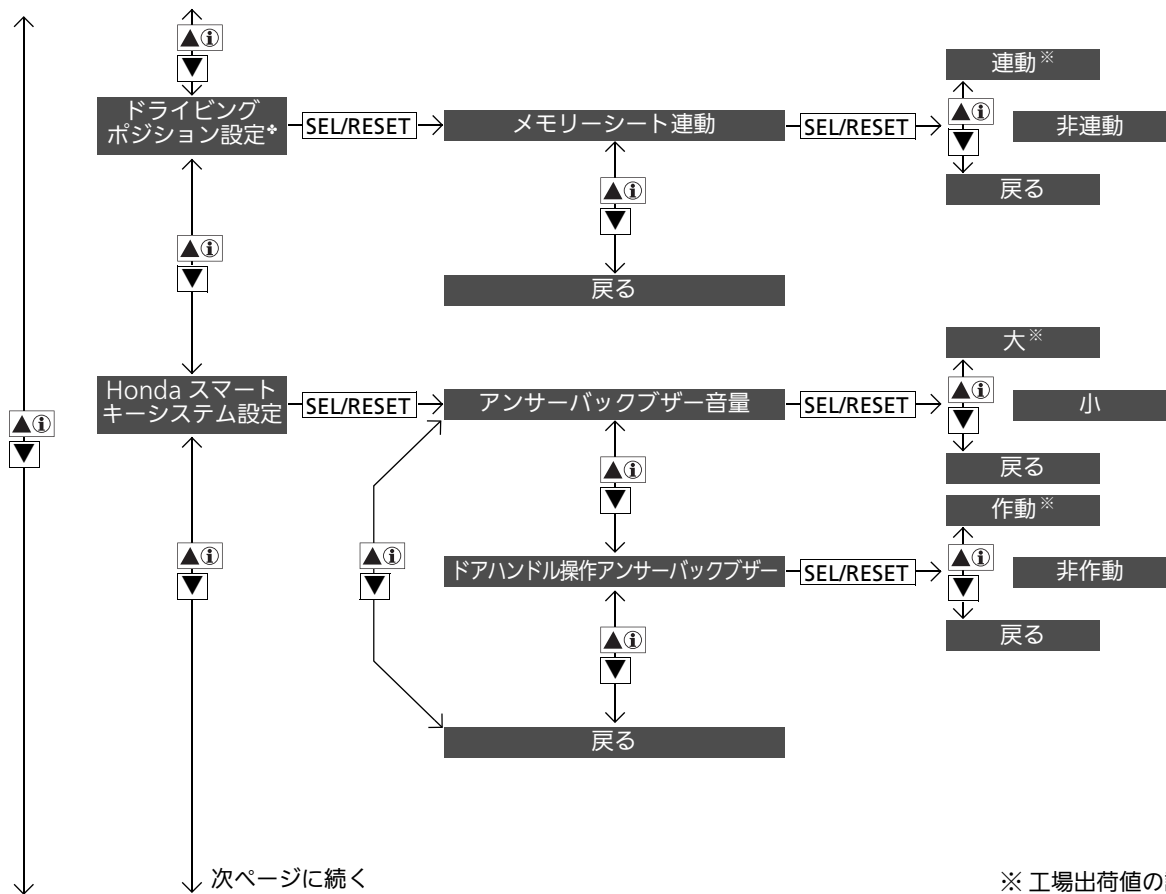 ▲ⓘ
▼
連動※
ドライビング
ポジション設定✤
SEL/RESET
メモリーシート連動
SEL/RESET
▲ⓘ
▼
非連動
戻る
▲ⓘ
▼
▲ⓘ
▼
戻る
大※
Honda スマート
キーシステム設定
SEL/RESET
アンサーバックブザー音量
SEL/RESET
▲ⓘ
▼
小
戻る
▲ⓘ
▼
▲ⓘ
▼
作動※
▲ⓘ
▼
▲ⓘ
▼
ドアハンドル操作アンサーバックブザー
SEL/RESET
▲ⓘ
▼
非作動
戻る
▲ⓘ
▼
戻る
次ページに続く
※ 工場出荷値の